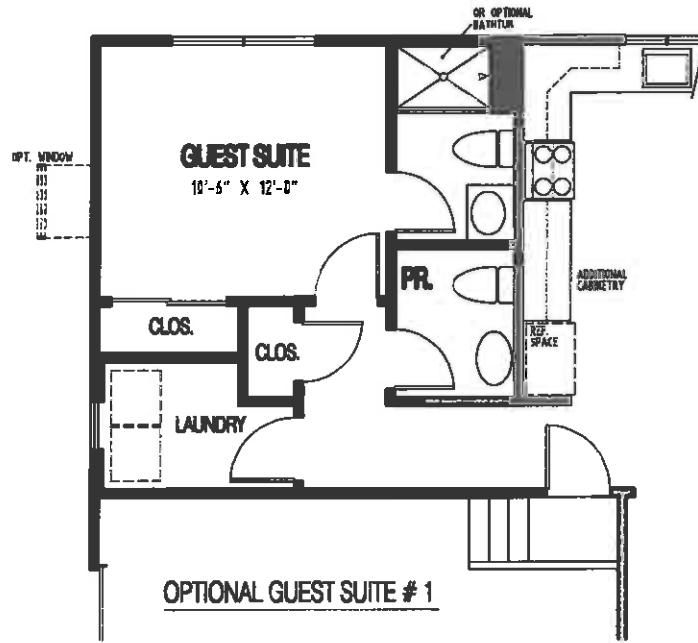 OR OPTIONAL
BATHTUB
OPT. WINDOW
GUEST SUITE
10'-6" X 12'-0"
PR.
ADDITIONAL
CABINETRY
REF.
SPACE
CLOS.
CLOS.
LAUNDRY
OPTIONAL GUEST SUITE # 1